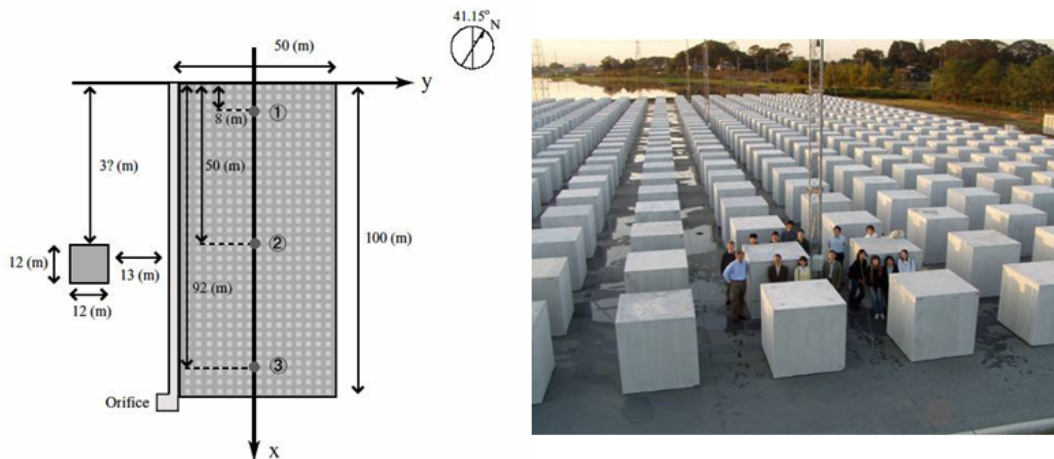 41.15°
N
50 (m)
y
①
8 (m)
3? (m)
50 (m)
②
100 (m)
12 (m)
13 (m)
92 (m)
12 (m)
③
Orifice
x